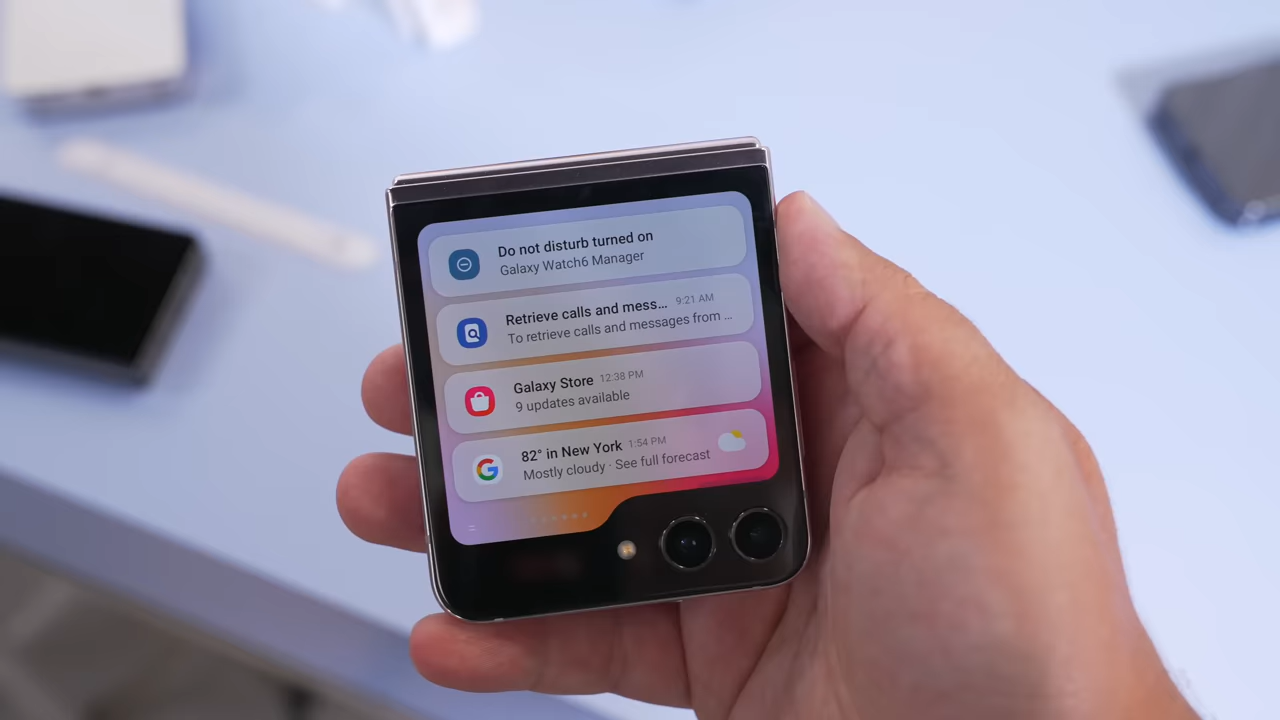 Do not disturb turned on
Galaxy Watch6 Manager
Retrieve calls and mess... 9:21 AM
To retrieve calls and messages from ...
Galaxy Store 12:38 PM
9 updates available
82° in New York 1:54 PM
Mostly cloudy · See full forecast